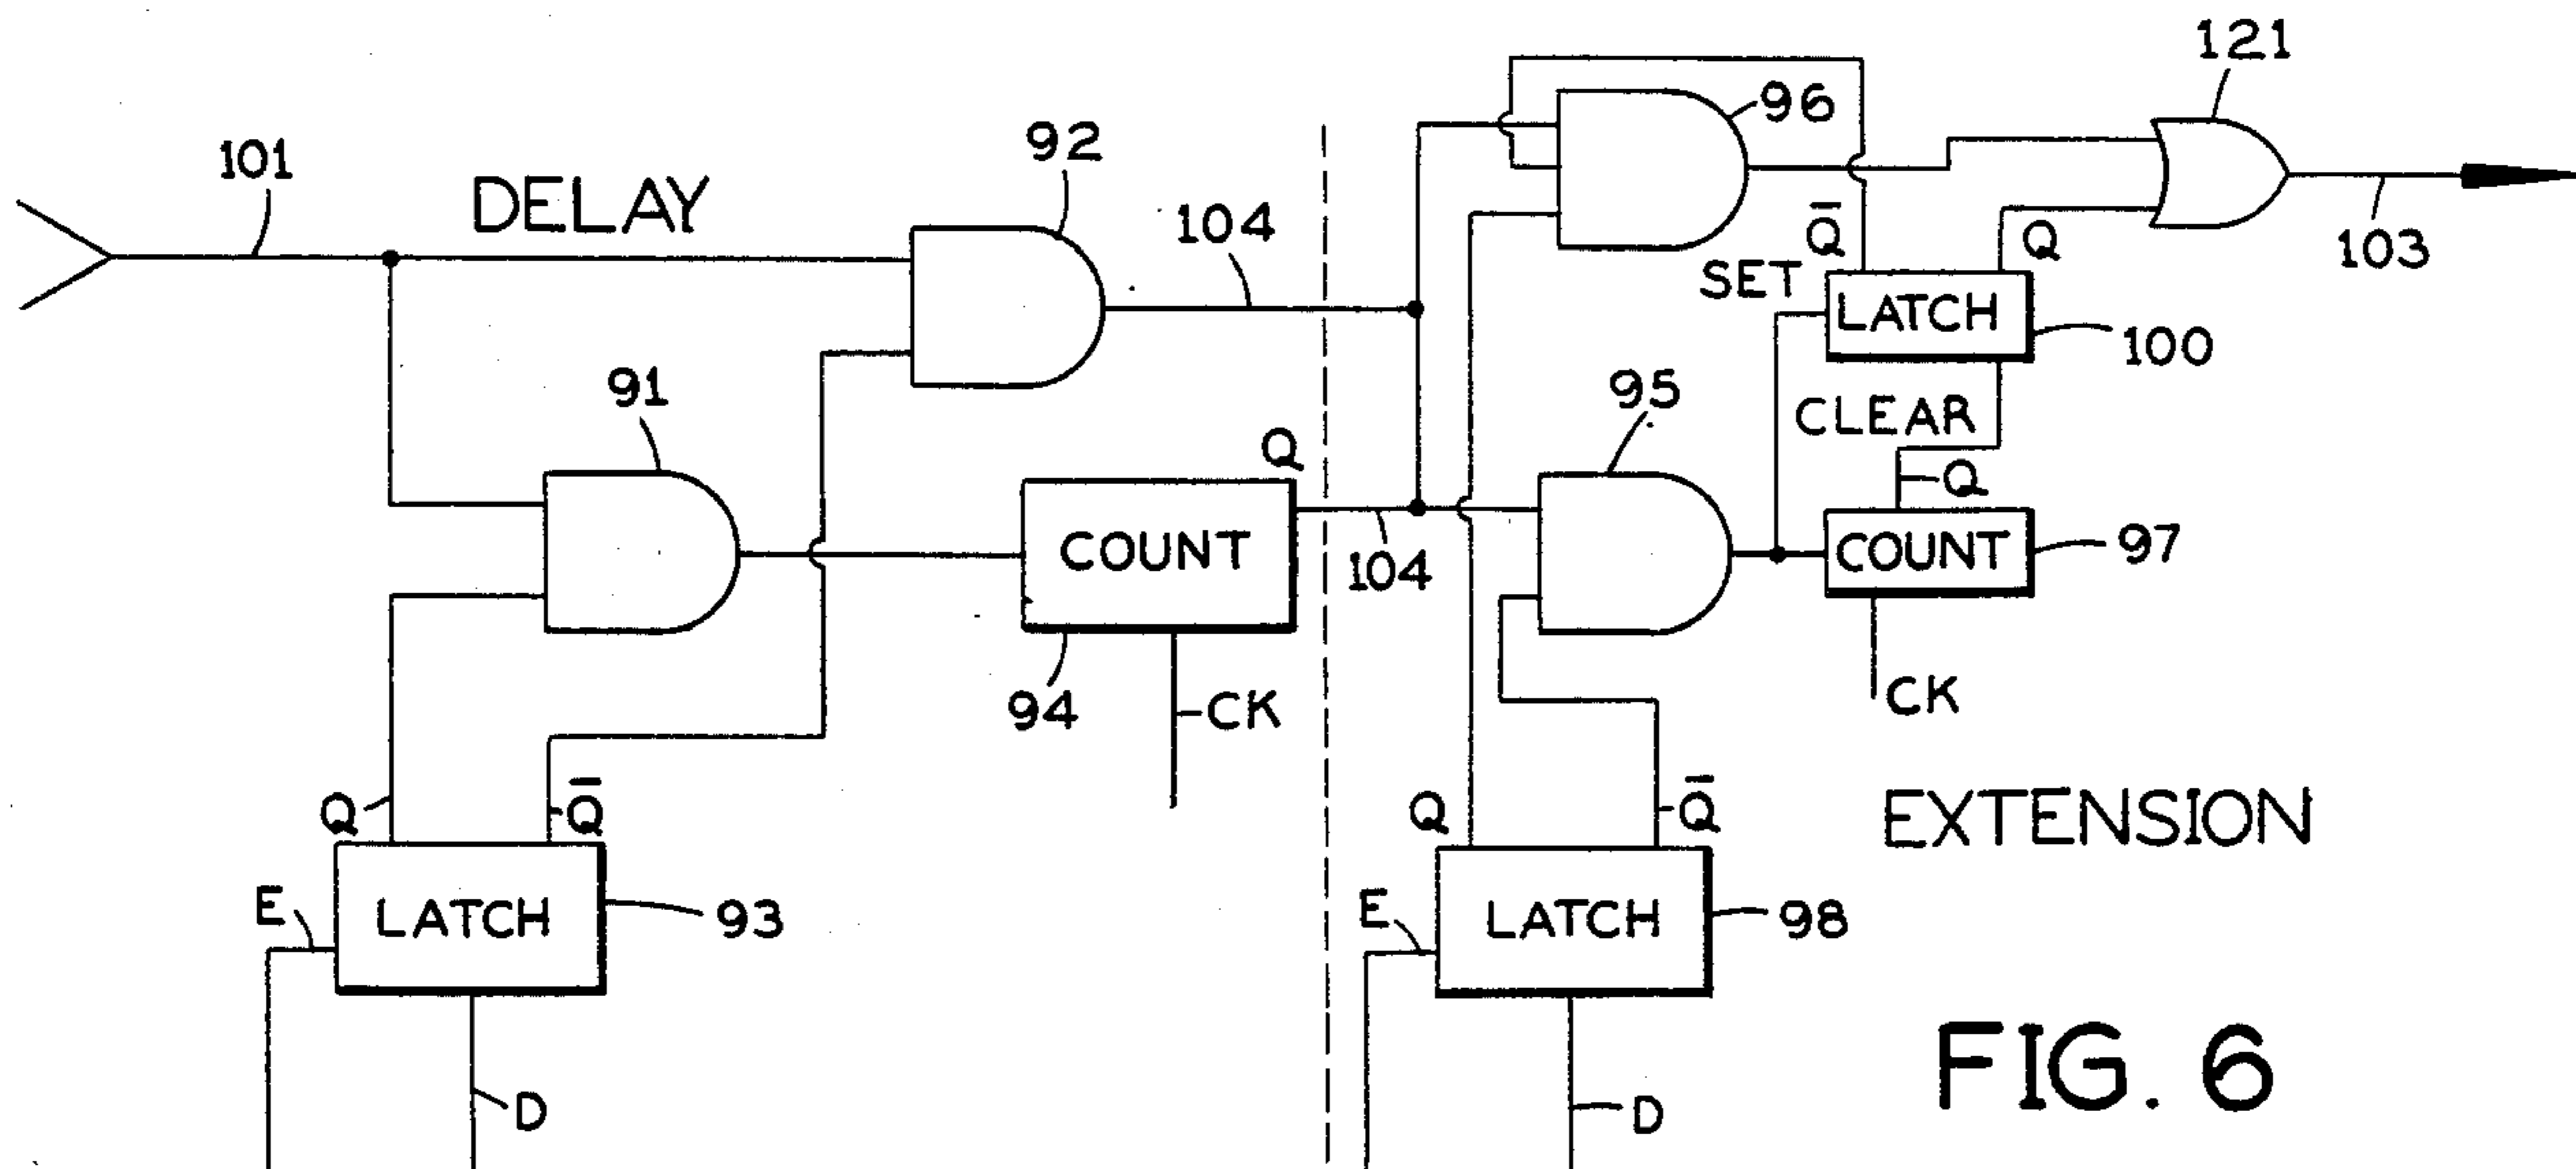 121
96
92
101
DELAY
104
Q̅
Q
103
SET
LATCH
100
91
95
CLEAR
Q
Q
COUNT
104
COUNT
97
94
CK
CK
Q
Q̅
Q
Q̅
EXTENSION
E
LATCH
93
E
LATCH
98
D
D
FIG. 6